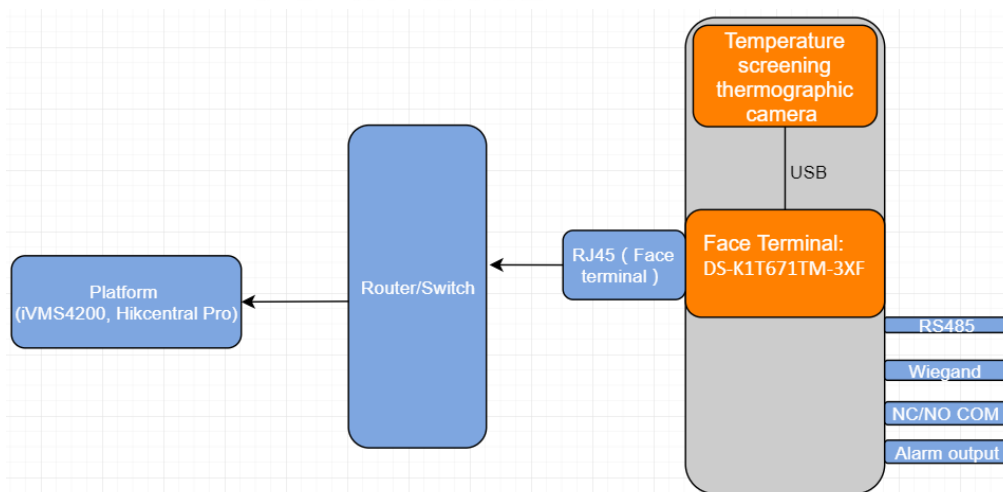 Temperature
screening
thermographic
camera
USB
Face Terminal:
DS-K1T671TM-3XF
RJ45（Face
terminal）
Router/Switch
Platform
(iVMS4200, Hikcentral Pro)
RS485
Wiegand
NC/NO COM
Alarm output